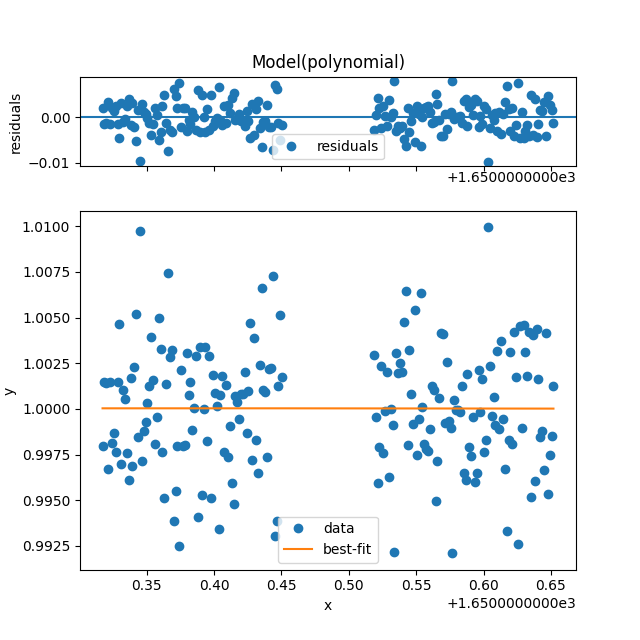 Model(polynomial)
residuals
0.00
−0.01
residuals
+1.6500000000e3
y
1.0100
1.0075
1.0050
1.0025
1.0000
0.9975
0.9950
0.9925
data
best-fit
0.35 0.40 0.45 0.50 0.55 0.60 0.65
x
+1.6500000000e3